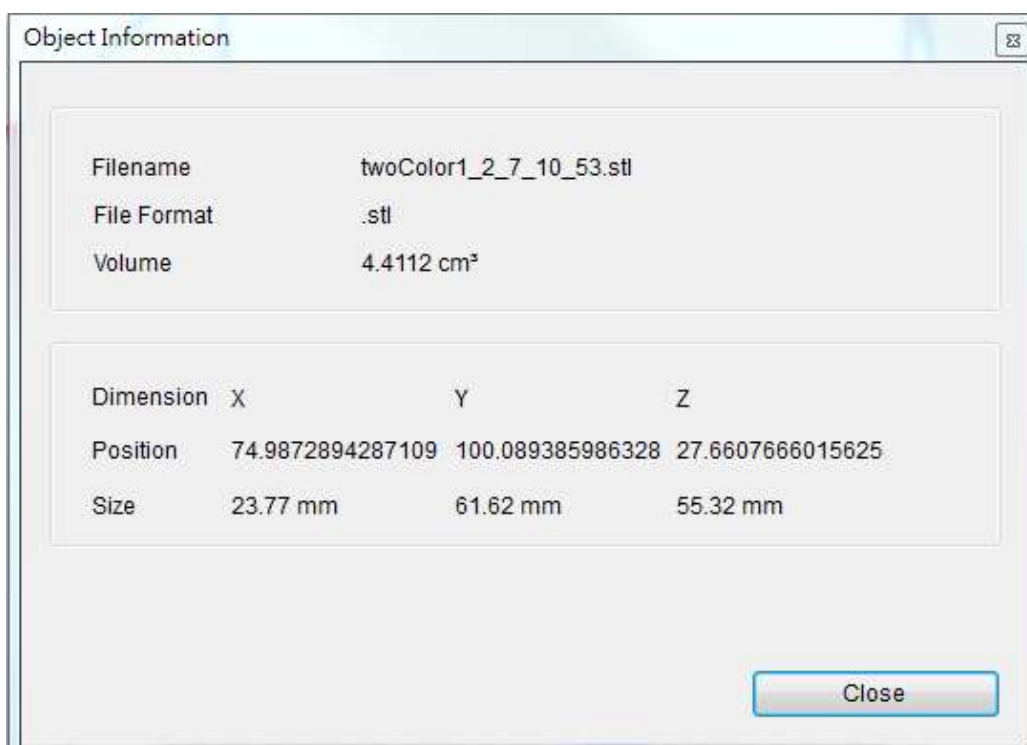 Object Information
Filename twoColor1_2_7_10_53.stl
File Format .stl
Volume 4.4112 cm³
Dimension X Y Z
Position 74.9872894287109 100.089385986328 27.6607666015625
Size 23.77 mm 61.62 mm 55.32 mm
Close